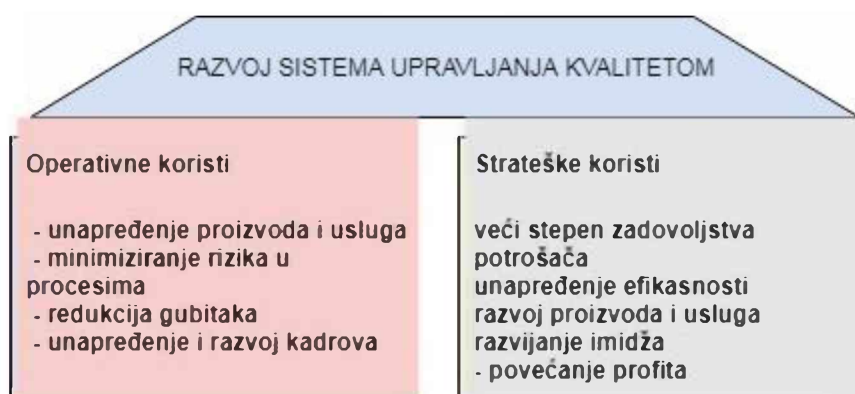 RAZVOJ SISTEMA UPRAVLJANJA KVALITETOM
Operativne koristi
- unapređenje proizvoda i usluga
- minimiziranje rizika u
procesima
- redukcija gubitaka
- unapređenje i razvoj kadrova
Strateške koristi
veći stepen zadovoljstva
potrošača
unapređenje efikasnosti
razvoj proizvoda i usluga
razvijanje imidža
- povećanje profita